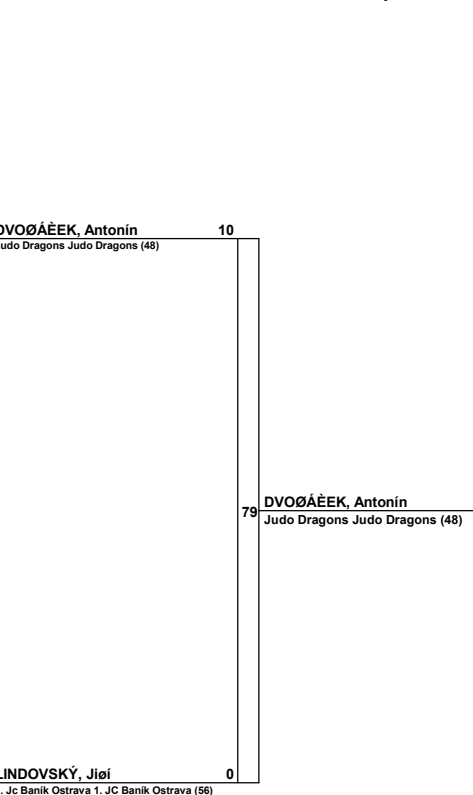 DVOØÁÈEK, Antonín 10
Judo Dragons Judo Dragons (48)
79
DVOØÁÈEK, Antonín
Judo Dragons Judo Dragons (48)
LINDOVSKÝ, Jiøí 0
. Jc Baník Ostrava 1. JC Baník Ostrava (56)